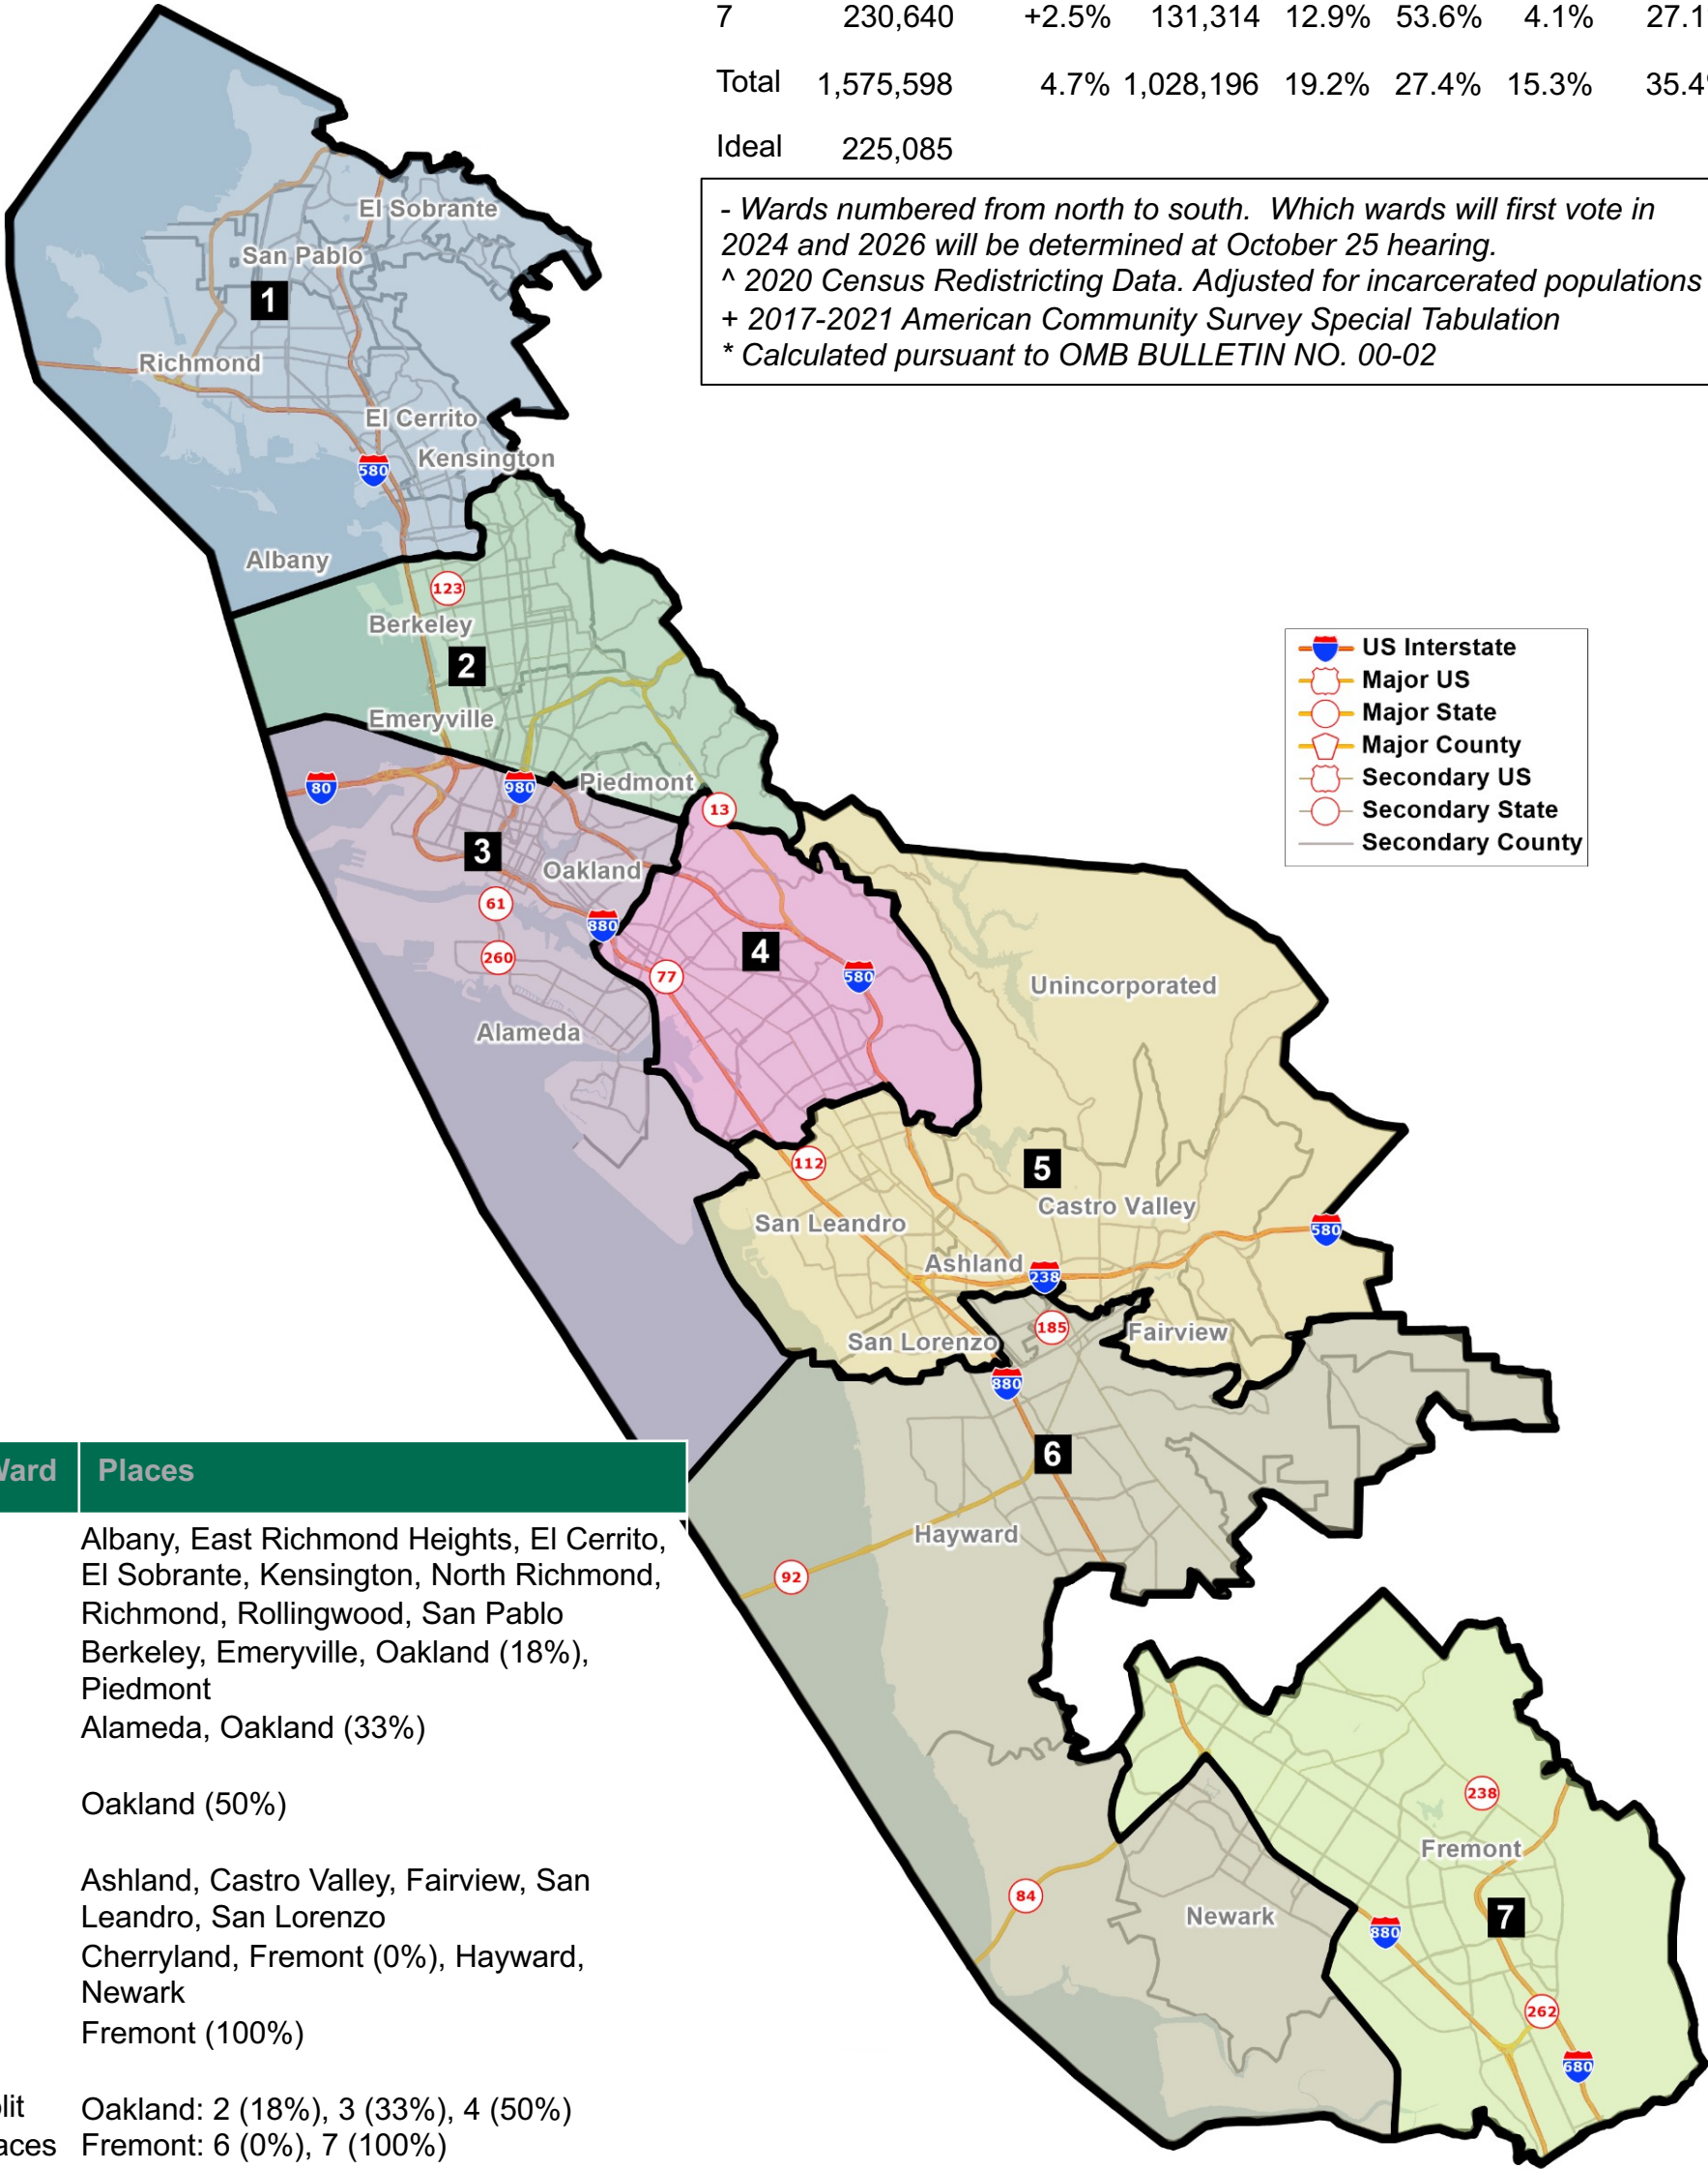 7 230,640 +2.5% 131,314 12.9% 53.6% 4.1% 27.1
Total 1,575,598 4.7% 1,028,196 19.2% 27.4% 15.3% 35.4
Ideal 225,085
- Wards numbered from north to south. Which wards will first vote in
2024 and 2026 will be determined at October 25 hearing.
^ 2020 Census Redistricting Data. Adjusted for incarcerated populations
+ 2017-2021 American Community Survey Special Tabulation
* Calculated pursuant to OMB BULLETIN NO. 00-02
El Sobrante
San Pablo
1
Richmond
El Cerrito
Kensington
580
Albany
123
Berkeley
2
Emeryville
Piedmont
80
980
13
3
Oakland
61
880
260
4
77
580
Alameda
Unincorporated
US Interstate
Major US
Major State
Major County
Secondary US
Secondary State
Secondary County
112
5
Castro Valley
San Leandro
580
Ashland
238
185
Fairview
San Lorenzo
880
6
Hayward
92
238
Fremont
84
Newark
7
880
262
680
Ward Places
Albany, East Richmond Heights, El Cerrito,
El Sobrante, Kensington, North Richmond,
Richmond, Rollingwood, San Pablo
Berkeley, Emeryville, Oakland (18%),
Piedmont
Alameda, Oakland (33%)
Oakland (50%)
Ashland, Castro Valley, Fairview, San
Leandro, San Lorenzo
Cherryland, Fremont (0%), Hayward,
Newark
Fremont (100%)
lit Oakland: 2 (18%), 3 (33%), 4 (50%)
aces Fremont: 6 (0%), 7 (100%)